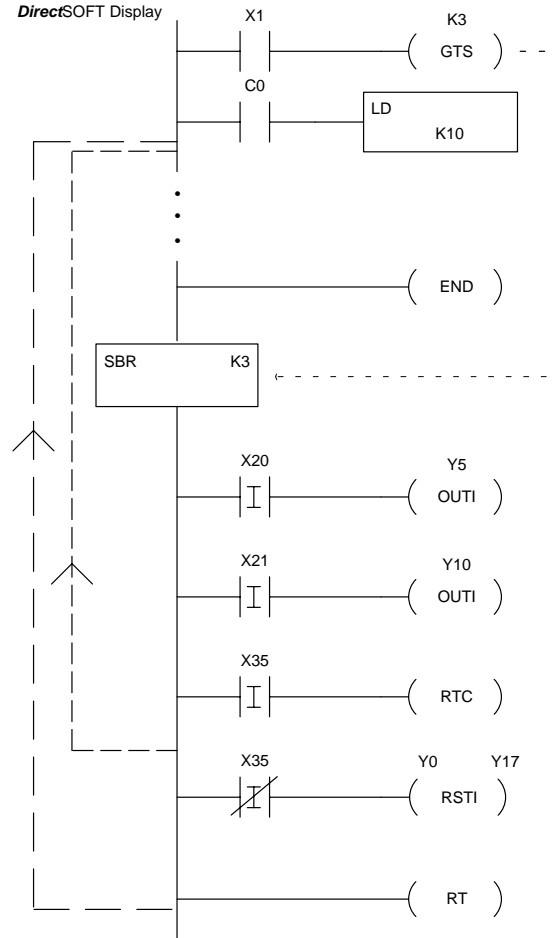 DirectSOFT Display
X1 K3
GTS
C0
LD
K10
END
SBR K3
X20 Y5
OUTI
X21 Y10
OUTI
X35
RTC
X35 Y0 Y17
RSTI
RT